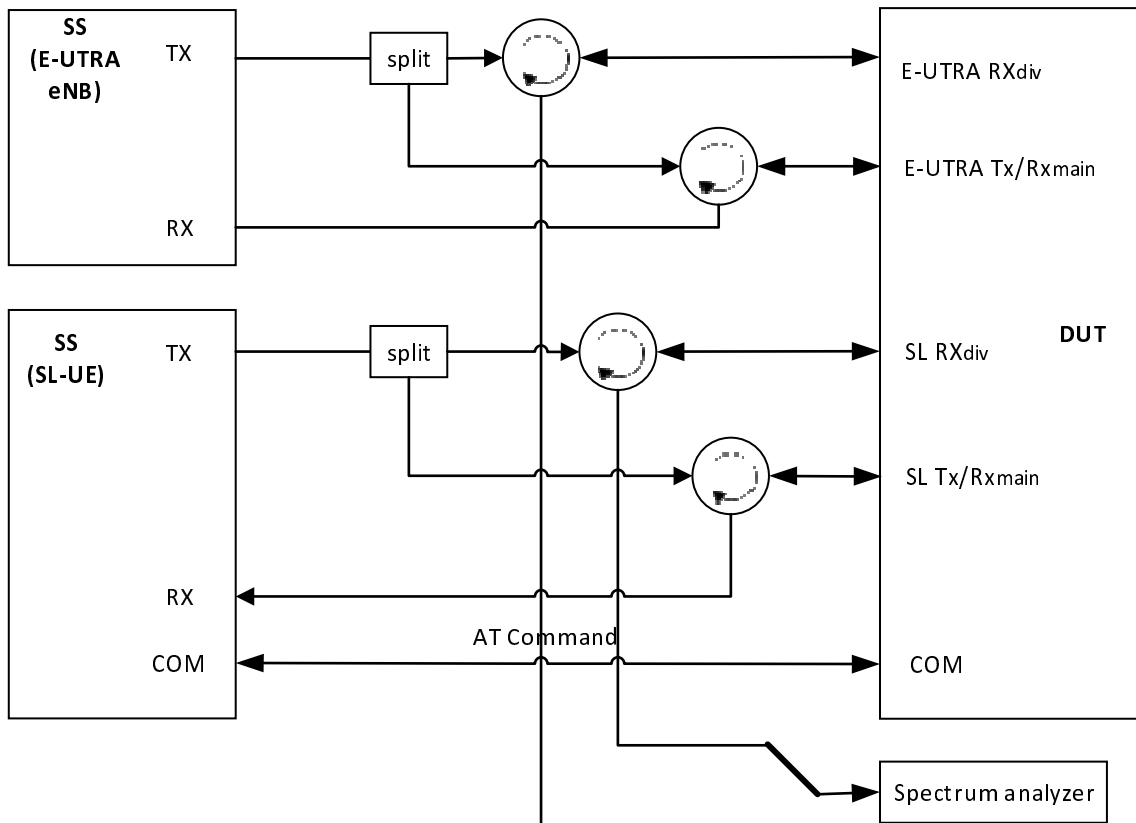 SS
(E-UTRA
eNB)
TX
RX
split
E-UTRA RXdiv
E-UTRA Tx/Rxmain
SS
(SL-UE)
TX
split
SL RXdiv
DUT
SL Tx/Rxmain
RX
COM
AT Command
COM
Spectrum analyzer